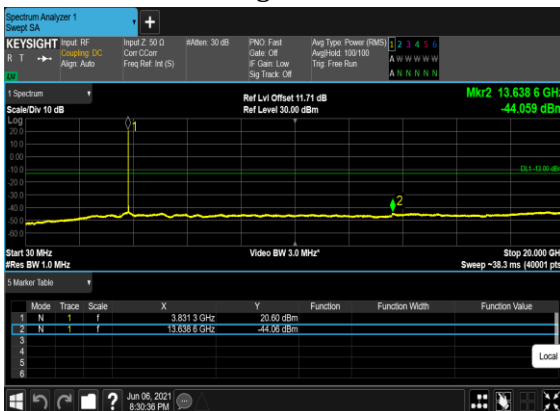 Spectrum Analyzer 1
Swept SA
KEYSIGHT
R T
LV
Input: RF
Coupling: DC
Align: Auto
Input Z: 50 Ω
Corr CCorr
Freq Ref: Int (S)
#Atten: 30 dB
PNO: Fast
Gate: Off
IF Gain: Low
Sig Track: Off
Avg Type: Power (RMS)
Avg|Hold: 100/100
Trig: Free Run
1 2 3 4 5 6
A W W W W W
A N N N N N
1 Spectrum
Scale/Div 10 dB
Ref Lvl Offset 11.71 dB
Ref Level 30.00 dBm
Mkr2 13.638 6 GHz
-44.059 dBm
Log
20.0
10.0
0.00
-10.0
-20.0
-30.0
-40.0
-50.0
-60.0
1
2
DL1 -13.00 dBm
Start 30 MHz
#Res BW 1.0 MHz
Video BW 3.0 MHz*
Stop 20.000 GH
Sweep ~38.3 ms (40001 pts
5 Marker Table
Mode Trace Scale X Y Function Function Width Function Value
1 N 1 f 3.831 3 GHz 20.60 dBm
2 N 1 f 13.638 6 GHz -44.06 dBm
3
4
5
6
Local
Jun 06, 2021
8:30:36 PM